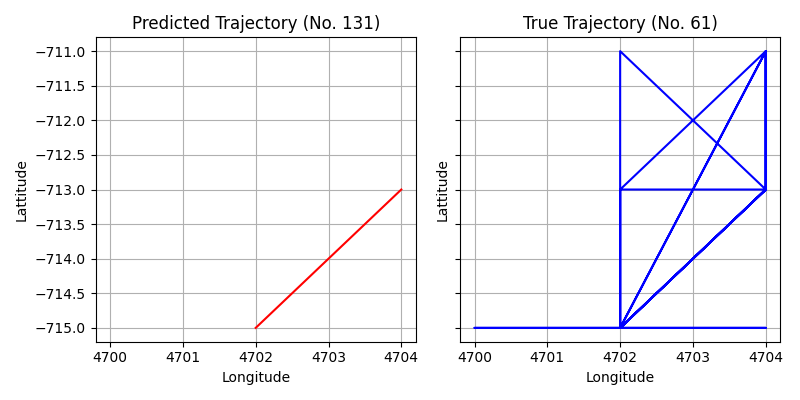 Predicted Trajectory (No. 131)
True Trajectory (No. 61)
Lattitude
−711.0
−711.5
−712.0
−712.5
−713.0
−713.5
−714.0
−714.5
−715.0
Lattitude
4700 4701 4702 4703 4704
4700 4701 4702 4703 4704
Longitude
Longitude